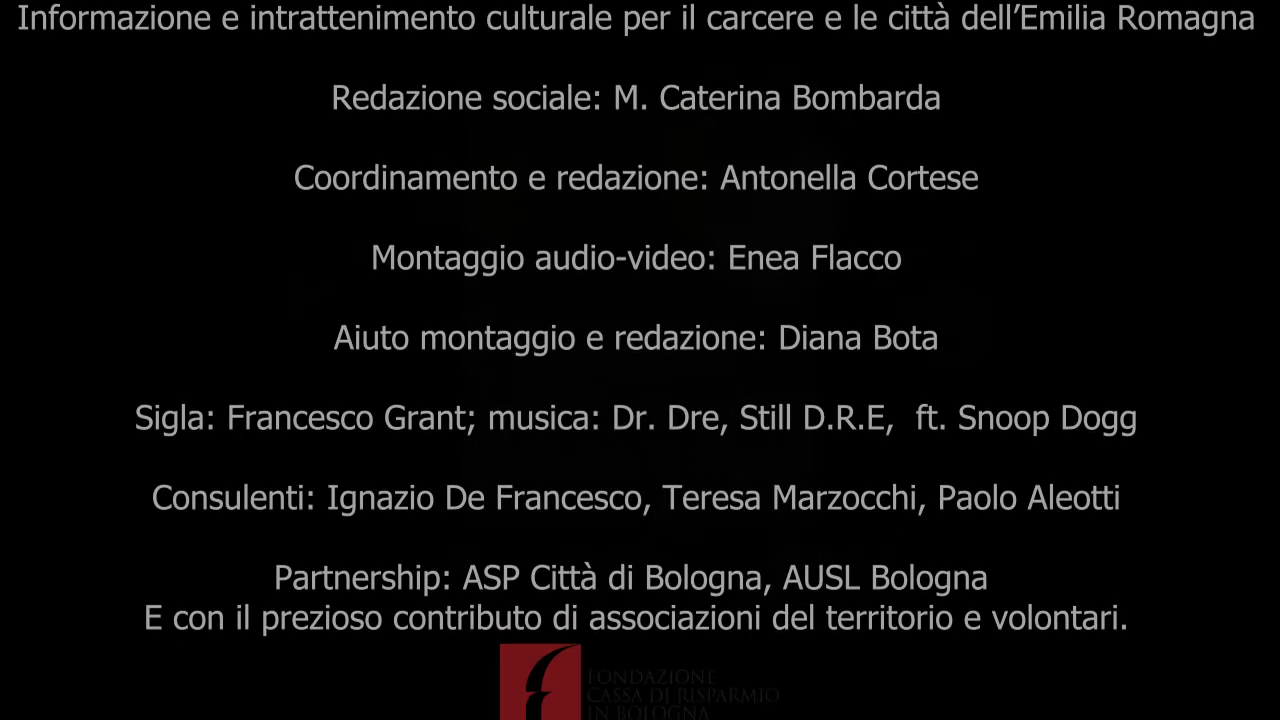 Informazione e intrattenimento culturale per il carcere e le città dell’Emilia Romagna
Redazione sociale: M. Caterina Bombarda
Coordinamento e redazione: Antonella Cortese
Montaggio audio-video: Enea Flacco
Aiuto montaggio e redazione: Diana Bota
Sigla: Francesco Grant; musica: Dr. Dre, Still D.R.E,  ft. Snoop Dogg
Consulenti: Ignazio De Francesco, Teresa Marzocchi, Paolo Aleotti
Partnership: ASP Città di Bologna, AUSL Bologna
E con il prezioso contributo di associazioni del territorio e volontari.
FONDAZIONE
CASSA DI RISPARMIO
IN BOLOGNA